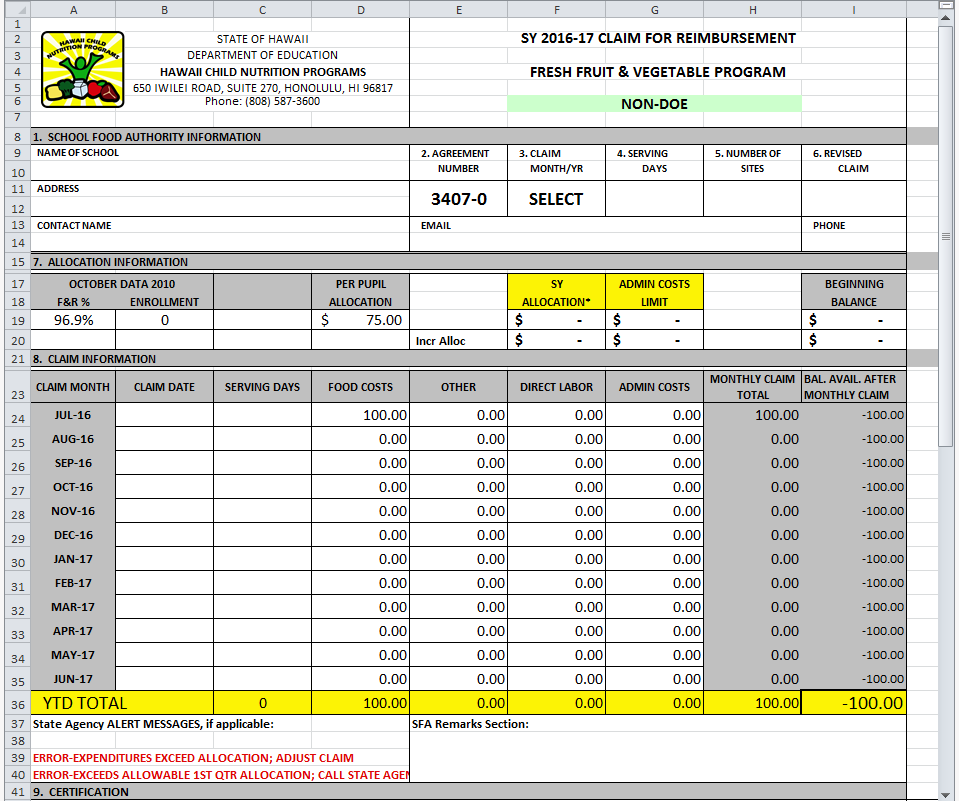 A B C D E F G H I
1
2 STATE OF HAWAII SY 2016-17 CLAIM FOR REIMBURSEMENT
HAWAII CHILD NUTRITION PROGRAMS
3 DEPARTMENT OF EDUCATION
4 HAWAII CHILD NUTRITION PROGRAMS FRESH FRUIT & VEGETABLE PROGRAM
5 650 IWILEI ROAD, SUITE 270, HONOLULU, HI 96817
6 Phone: (808) 587-3600 NON-DOE
7
8 1. SCHOOL FOOD AUTHORITY INFORMATION
9 NAME OF SCHOOL 2. AGREEMENT 3. CLAIM 4. SERVING 5. NUMBER OF 6. REVISED
10 NUMBER MONTH/YR DAYS SITES CLAIM
11 ADDRESS
12 3407-0 SELECT
13 CONTACT NAME EMAIL PHONE
14
15 7. ALLOCATION INFORMATION
17 OCTOBER DATA 2010 PER PUPIL SY ADMIN COSTS BEGINNING
18 F&R % ENROLLMENT ALLOCATION ALLOCATION* LIMIT BALANCE
19 96.9% 0 $ 75.00 $ - $ - $ -
20 Incr Alloc $ - $ - $ -
21 8. CLAIM INFORMATION
23 CLAIM MONTH CLAIM DATE SERVING DAYS FOOD COSTS OTHER DIRECT LABOR ADMIN COSTS MONTHLY CLAIM TOTAL BAL. AVAIL. AFTER MONTHLY CLAIM
24 JUL-16 100.00 0.00 0.00 0.00 100.00 -100.00
25 AUG-16 0.00 0.00 0.00 0.00 0.00 -100.00
26 SEP-16 0.00 0.00 0.00 0.00 0.00 -100.00
27 OCT-16 0.00 0.00 0.00 0.00 0.00 -100.00
28 NOV-16 0.00 0.00 0.00 0.00 0.00 -100.00
29 DEC-16 0.00 0.00 0.00 0.00 0.00 -100.00
30 JAN-17 0.00 0.00 0.00 0.00 0.00 -100.00
31 FEB-17 0.00 0.00 0.00 0.00 0.00 -100.00
32 MAR-17 0.00 0.00 0.00 0.00 0.00 -100.00
33 APR-17 0.00 0.00 0.00 0.00 0.00 -100.00
34 MAY-17 0.00 0.00 0.00 0.00 0.00 -100.00
35 JUN-17 0.00 0.00 0.00 0.00 0.00 -100.00
36 YTD TOTAL 0 100.00 0.00 0.00 0.00 100.00 -100.00
37 State Agency ALERT MESSAGES, if applicable: SFA Remarks Section:
38
39 ERROR-EXPENDITURES EXCEED ALLOCATION; ADJUST CLAIM
40 ERROR-EXCEEDS ALLOWABLE 1ST QTR ALLOCATION; CALL STATE AGEN
41 9. CERTIFICATION